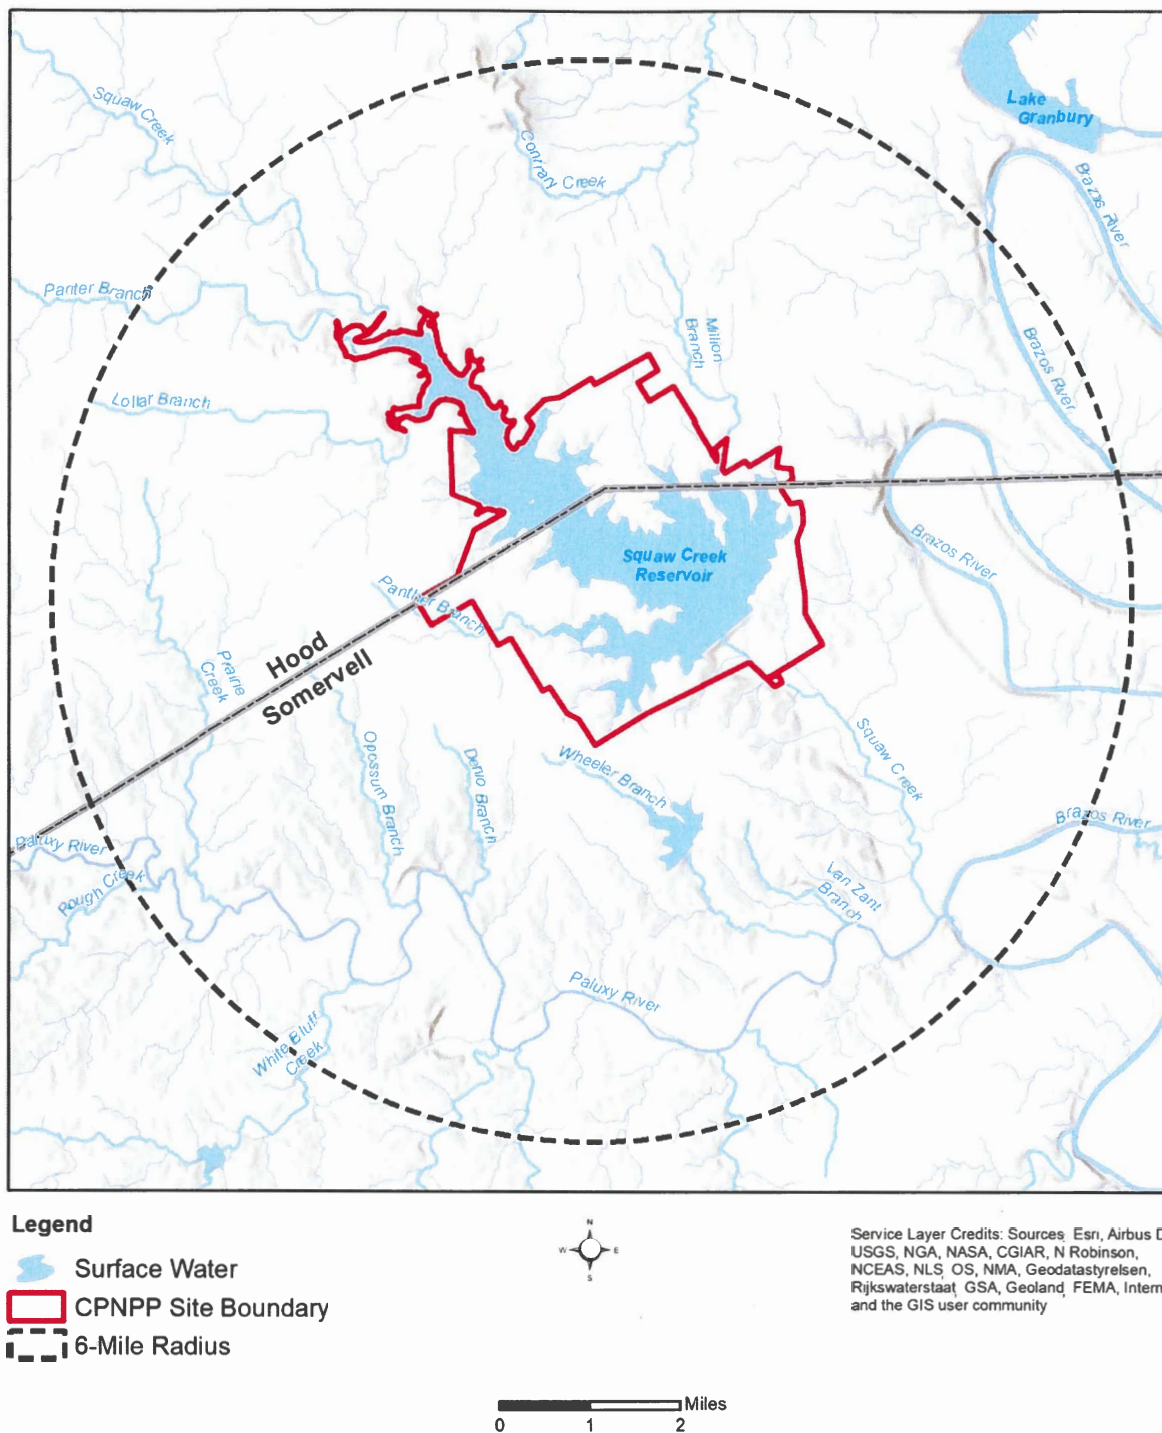 Lake
Granbury
Squaw Creek
Contrary Creek
Brazos River
Panter Branch
Million
Branch
Brazos River
Lollar Branch
Brazos River
Squaw Creek
Reservoir
Panther Branch
Hood
Somervell
Prairie
Creek
Opossum Branch
Denio Branch
Wheeler Branch
Squaw Creek
Brazos River
Paluxy River
Rough Creek
Van Zant
Branch
Paluxy River
White Bluff
Creek
Legend
Surface Water
CPNPP Site Boundary
6-Mile Radius
N
W E
S
Service Layer Credits: Sources: Esri, Airbus D
USGS, NGA, NASA, CGIAR, N Robinson,
NCEAS, NLS, OS, NMA, Geodatastyrelsen,
Rijkswaterstaat, GSA, Geoland, FEMA, Interm
and the GIS user community
Miles
0 1 2